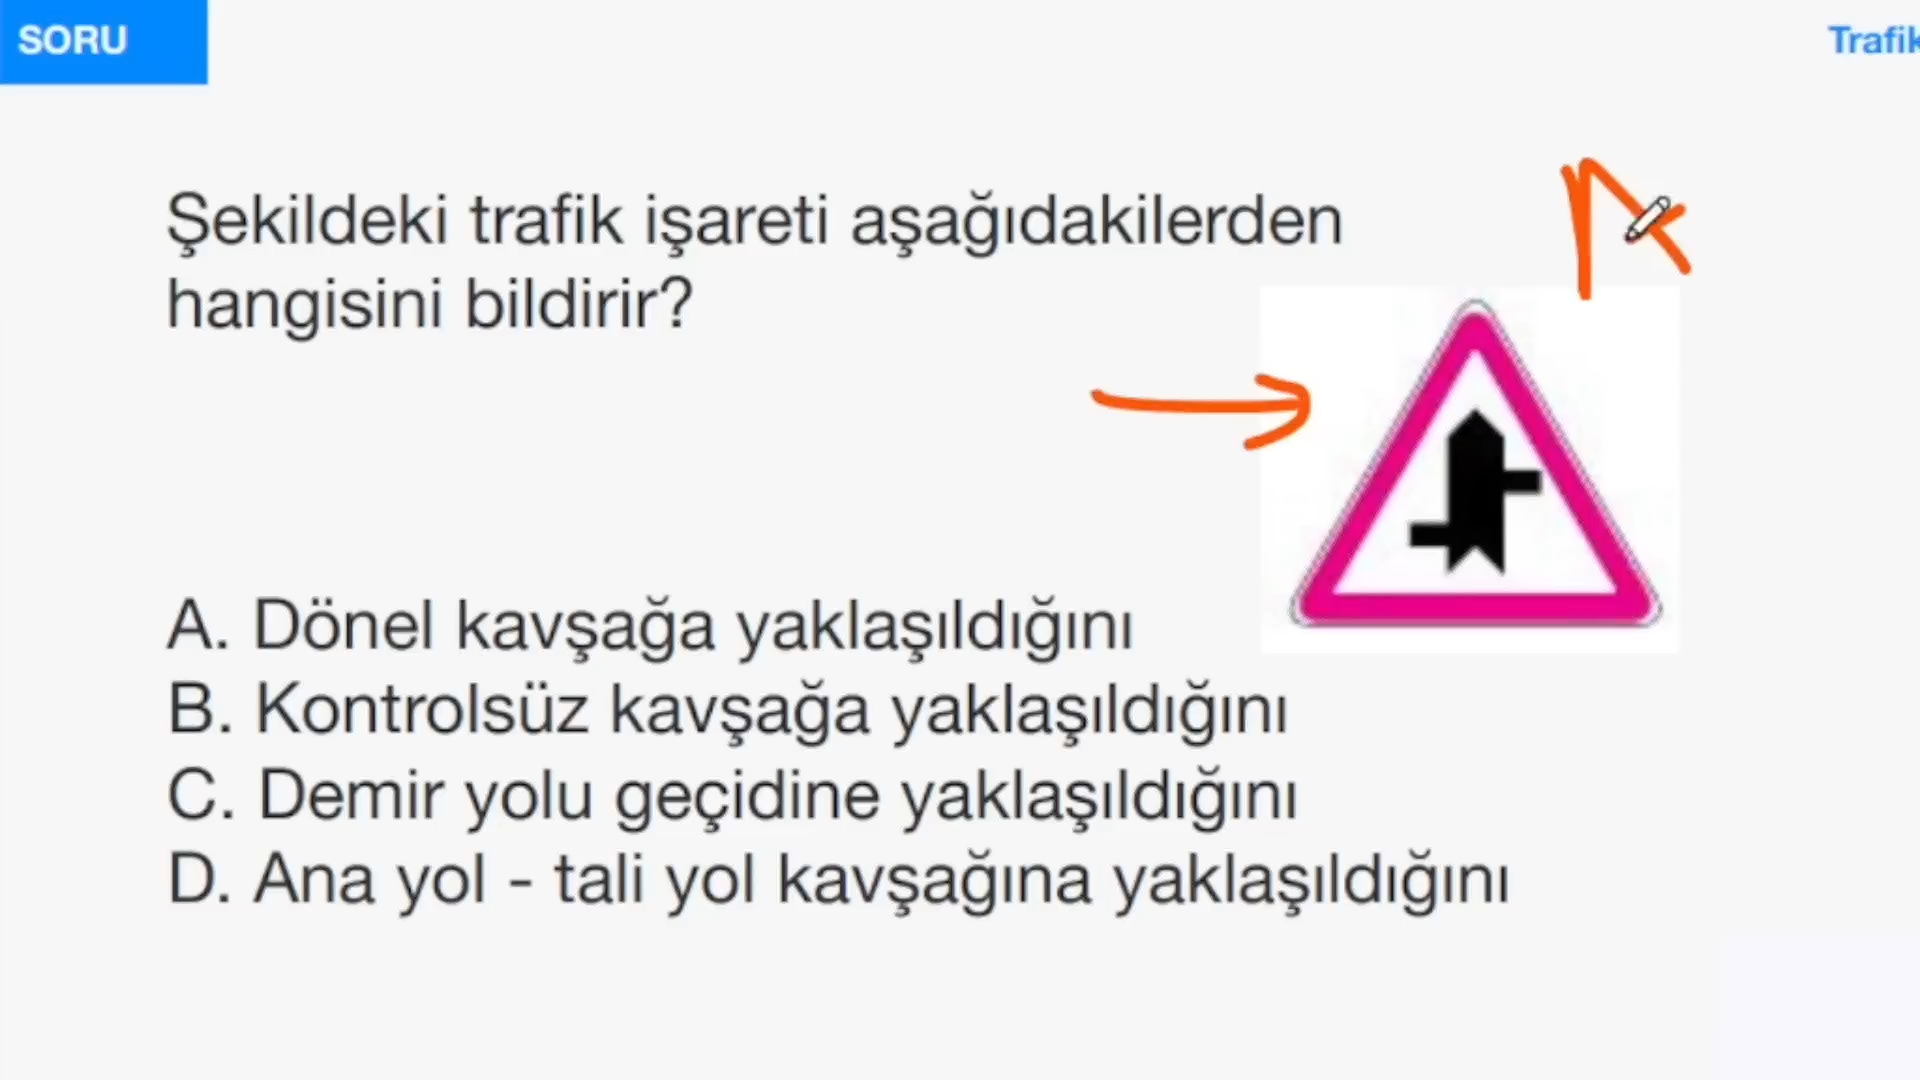 SORU
Trafik
Şekildeki trafik işareti aşağıdakilerden
hangisini bildirir?
A. Dönel kavşağa yaklaşıldığını
B. Kontrolsüz kavşağa yaklaşıldığını
C. Demir yolu geçidine yaklaşıldığını
D. Ana yol - tali yol kavşağına yaklaşıldığını